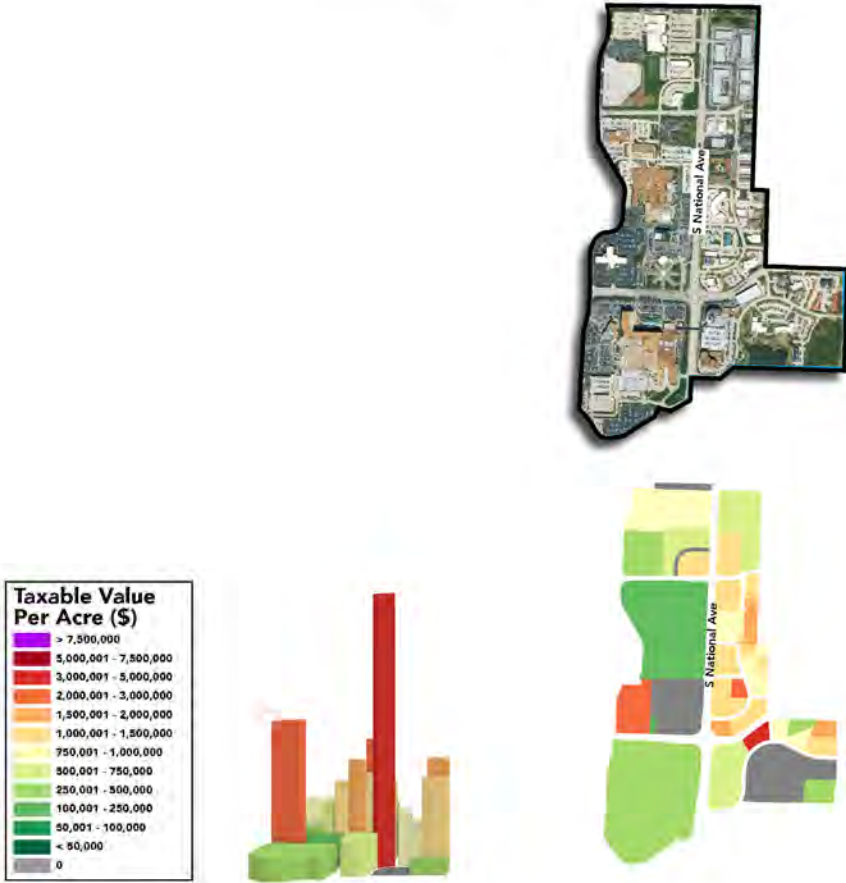 S National Ave
Taxable Value
Per Acre ($)
> 7,500,000
5,000,001 - 7,500,000
3,000,001 - 5,000,000
2,000,001 - 3,000,000
1,500,001 - 2,000,000
1,000,001 - 1,500,000
750,001 - 1,000,000
500,001 - 750,000
250,001 - 500,000
100,001 - 250,000
50,001 - 100,000
< 50,000
0
S National Ave